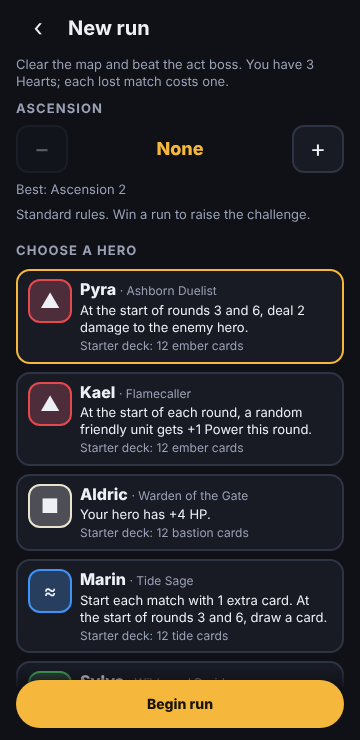 New run
Clear the map and beat the act boss. You have 3
Hearts; each lost match costs one.
ASCENSION
− None +
Best: Ascension 2
Standard rules. Win a run to raise the challenge.
CHOOSE A HERO
Pyra · Ashborn Duelist
At the start of rounds 3 and 6, deal 2
damage to the enemy hero.
Starter deck: 12 ember cards
Kael · Flamecaller
At the start of each round, a random
friendly unit gets +1 Power this round.
Starter deck: 12 ember cards
Aldric · Warden of the Gate
Your hero has +4 HP.
Starter deck: 12 bastion cards
Marin · Tide Sage
Start each match with 1 extra card. At
the start of rounds 3 and 6, draw a card.
Starter deck: 12 tide cards
Begin run